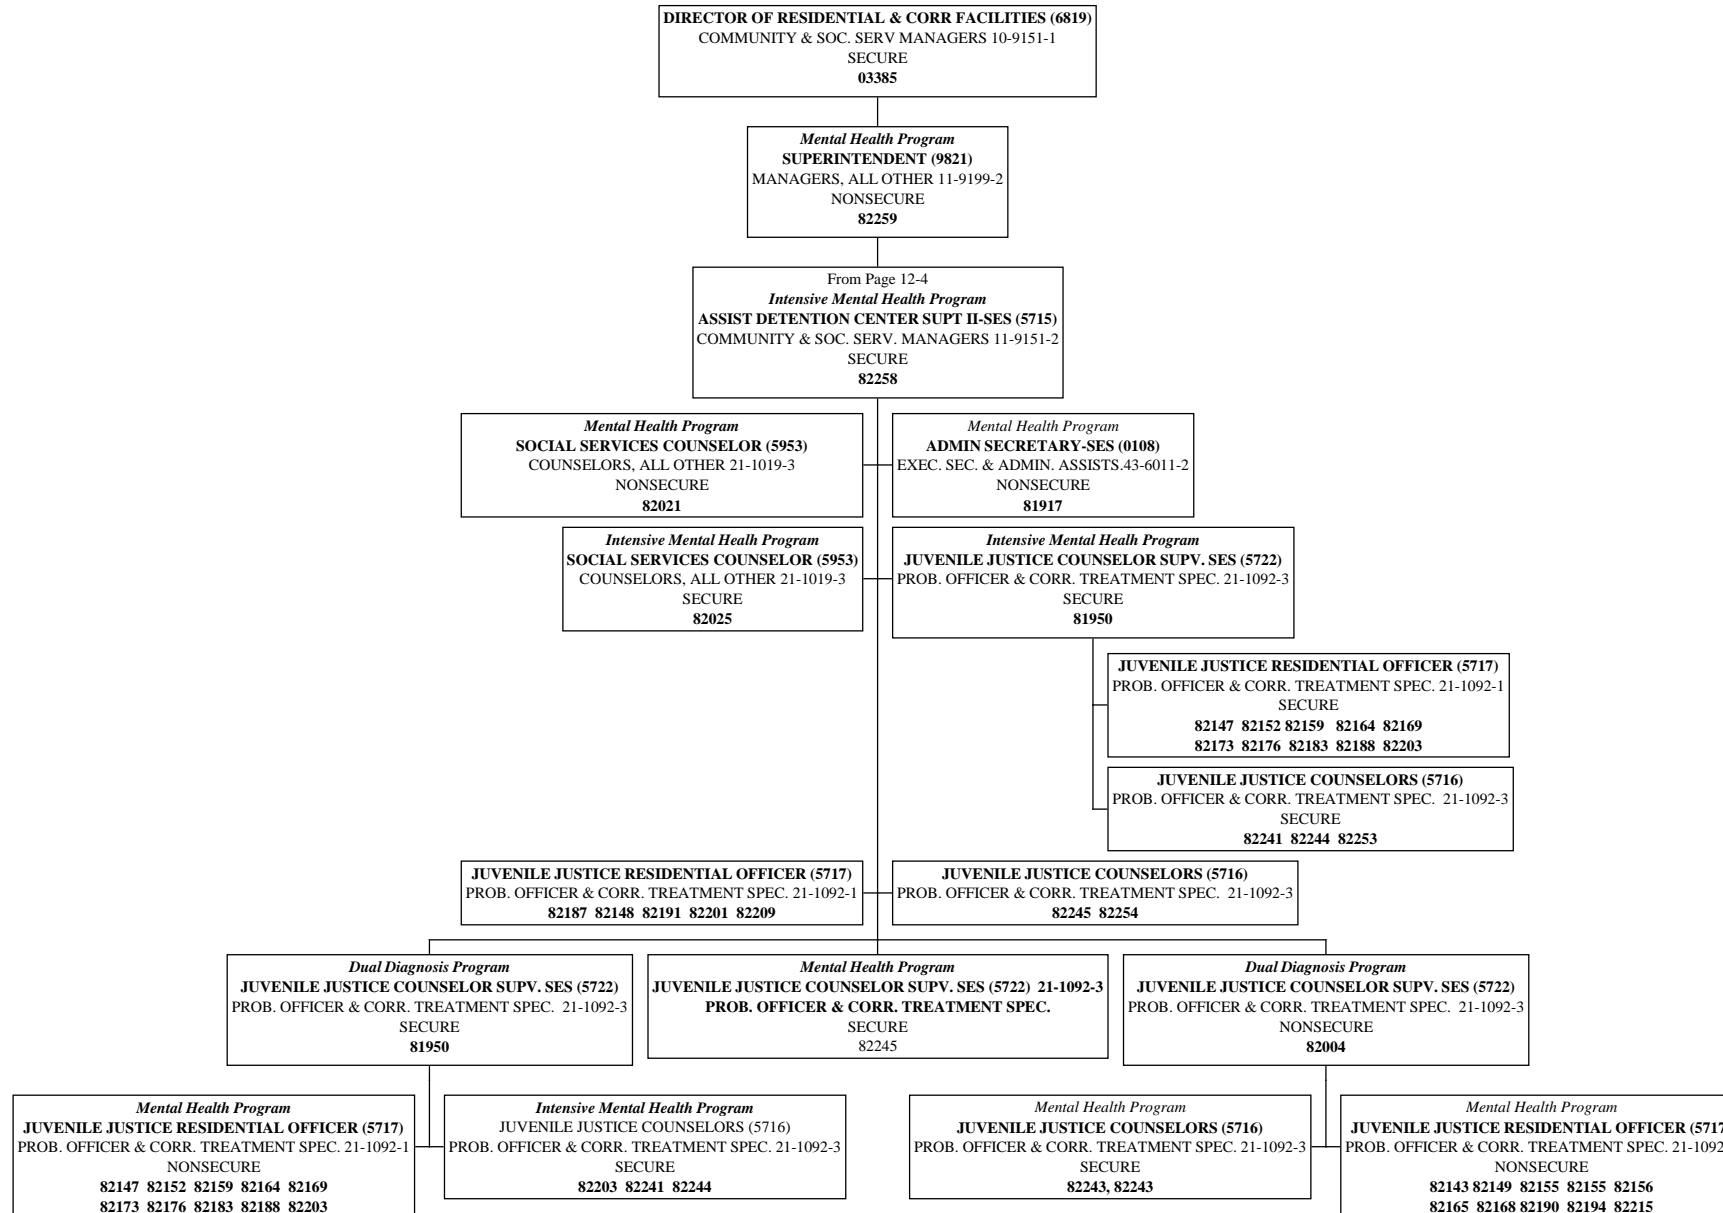 DIRECTOR OF RESIDENTIAL & CORR FACILITIES (6819)
COMMUNITY & SOC. SERV MANAGERS 10-9151-1
SECURE
03385
Mental Health Program
SUPERINTENDENT (9821)
MANAGERS, ALL OTHER 11-9199-2
NONSECURE
82259
From Page 12-4
Intensive Mental Health Program
ASSIST DETENTION CENTER SUPT II-SES (5715)
COMMUNITY & SOC. SERV. MANAGERS 11-9151-2
SECURE
82258
Mental Health Program
SOCIAL SERVICES COUNSELOR (5953)
COUNSELORS, ALL OTHER 21-1019-3
NONSECURE
82021
Mental Health Program
ADMIN SECRETARY-SES (0108)
EXEC. SEC. & ADMIN. ASSISTS.43-6011-2
NONSECURE
81917
Intensive Mental Healh Program
SOCIAL SERVICES COUNSELOR (5953)
COUNSELORS, ALL OTHER 21-1019-3
SECURE
82025
Intensive Mental Healh Program
JUVENILE JUSTICE COUNSELOR SUPV. SES (5722)
PROB. OFFICER & CORR. TREATMENT SPEC. 21-1092-3
SECURE
81950
JUVENILE JUSTICE RESIDENTIAL OFFICER (5717)
PROB. OFFICER & CORR. TREATMENT SPEC. 21-1092-1
SECURE
82147 82152 82159 82164 82169
82173 82176 82183 82188 82203
JUVENILE JUSTICE COUNSELORS (5716)
PROB. OFFICER & CORR. TREATMENT SPEC. 21-1092-3
SECURE
82241 82244 82253
JUVENILE JUSTICE RESIDENTIAL OFFICER (5717)
PROB. OFFICER & CORR. TREATMENT SPEC. 21-1092-1
82187 82148 82191 82201 82209
JUVENILE JUSTICE COUNSELORS (5716)
PROB. OFFICER & CORR. TREATMENT SPEC. 21-1092-3
82245 82254
Dual Diagnosis Program
JUVENILE JUSTICE COUNSELOR SUPV. SES (5722)
PROB. OFFICER & CORR. TREATMENT SPEC. 21-1092-3
SECURE
81950
Mental Health Program
JUVENILE JUSTICE COUNSELOR SUPV. SES (5722) 21-1092-3
PROB. OFFICER & CORR. TREATMENT SPEC.
SECURE
82245
Dual Diagnosis Program
JUVENILE JUSTICE COUNSELOR SUPV. SES (5722)
PROB. OFFICER & CORR. TREATMENT SPEC. 21-1092-3
NONSECURE
82004
Mental Health Program
JUVENILE JUSTICE RESIDENTIAL OFFICER (5717)
PROB. OFFICER & CORR. TREATMENT SPEC. 21-1092-1
NONSECURE
82147 82152 82159 82164 82169
82173 82176 82183 82188 82203
Intensive Mental Health Program
JUVENILE JUSTICE COUNSELORS (5716)
PROB. OFFICER & CORR. TREATMENT SPEC. 21-1092-3
SECURE
82203 82241 82244
Mental Health Program
JUVENILE JUSTICE COUNSELORS (5716)
PROB. OFFICER & CORR. TREATMENT SPEC. 21-1092-3
SECURE
82243, 82243
Mental Health Program
JUVENILE JUSTICE RESIDENTIAL OFFICER (5717
PROB. OFFICER & CORR. TREATMENT SPEC. 21-1092
NONSECURE
82143 82149 82155 82155 82156
82165 82168 82190 82194 82215